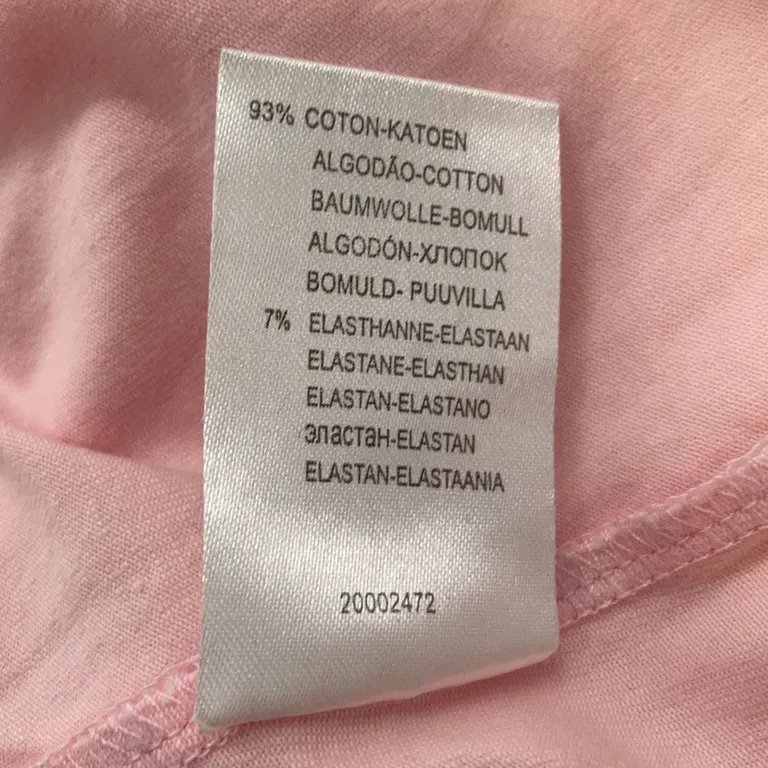 93% COTON-KATOEN
ALGODÃO-COTTON
BAUMWOLLE-BOMULL
ALGODÓN-ХЛОПОК
BOMULD- PUUVILLA
7% ELASTHANNE-ELASTAAN
ELASTANE-ELASTHAN
ELASTAN-ELASTANO
эластан-ELASTAN
ELASTAN-ELASTAANIA
20002472